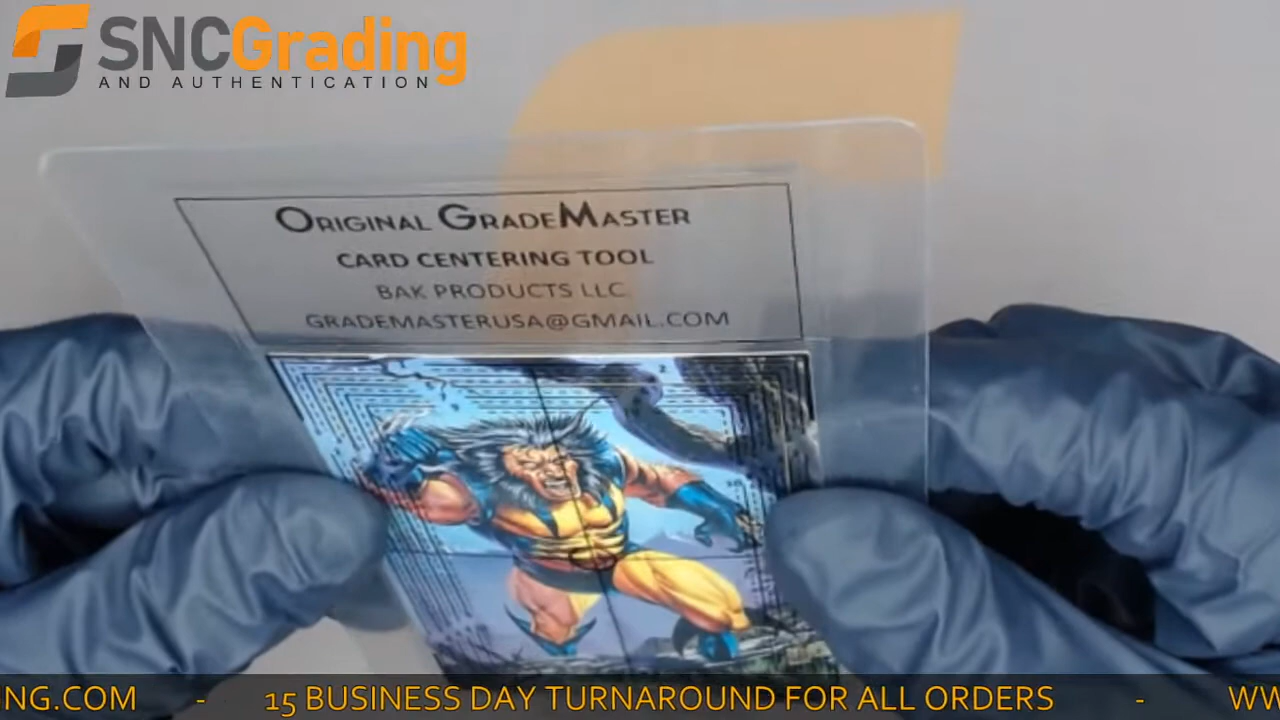 SNCGrading
AND AUTHENTICATION
ORIGINAL GRADEMASTER
CARD CENTERING TOOL
BAK PRODUCTS LLC
GRADEMASTERUSA@GMAIL.COM
2
NG.COM - 15 BUSINESS DAY TURNAROUND FOR ALL ORDERS - WW